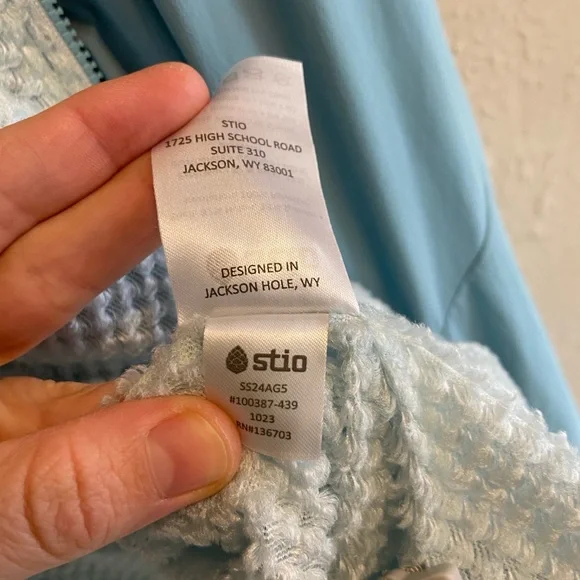 STIO
1725 HIGH SCHOOL ROAD
SUITE 310
JACKSON, WY 83001
DESIGNED IN
JACKSON HOLE, WY
stio
SS24AG5
#100387-439
1023
RN#136703